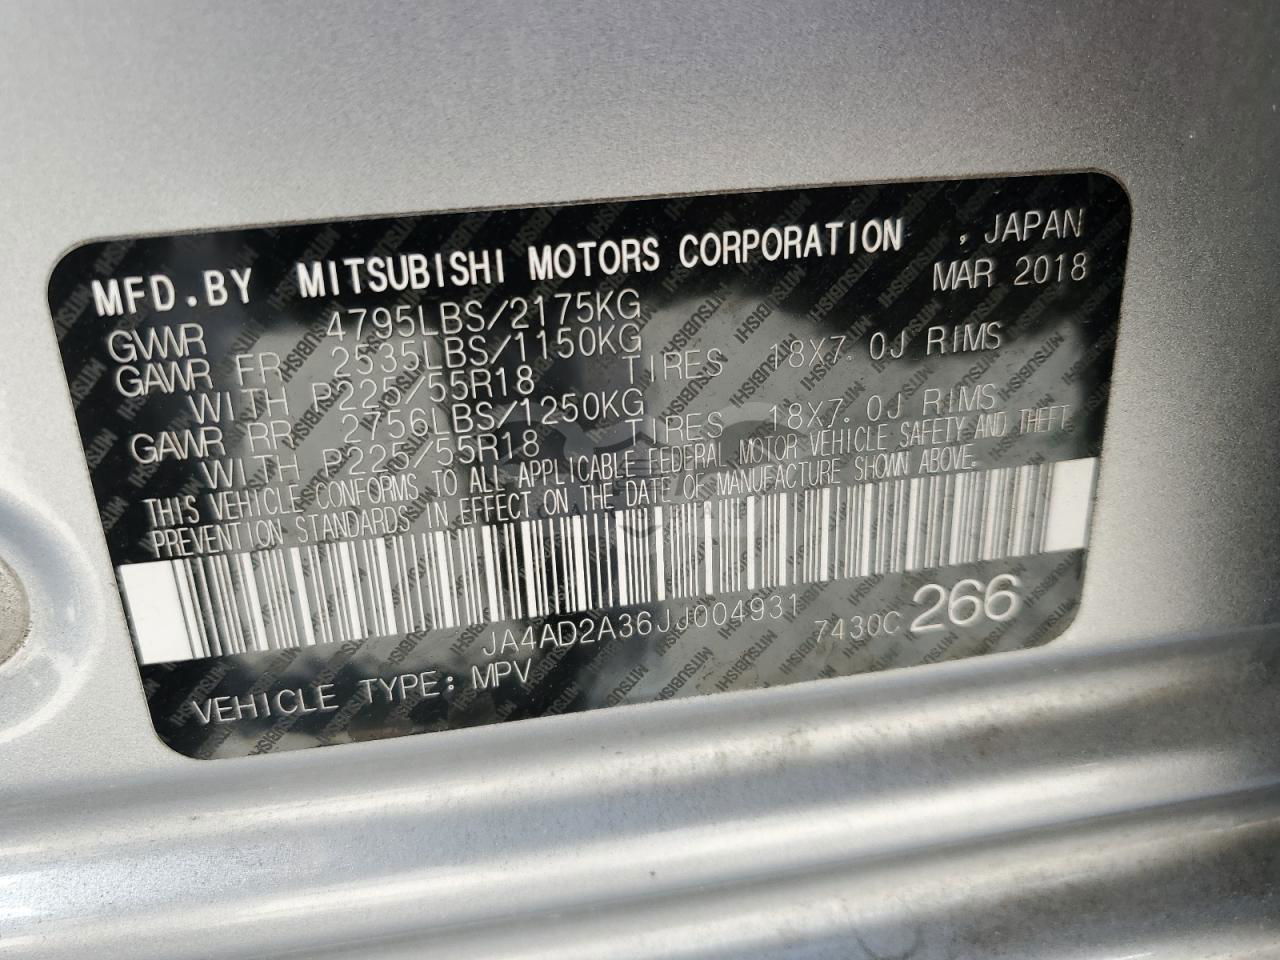 MFD.BY MITSUBISHI MOTORS CORPORATION , JAPAN
MAR 2018
GVWR 4795LBS/2175KG
GAWR FR 2535LBS/1150KG
WITH P225/55R18 TIRES 18X7.0J RIMS
GAWR RR 2756LBS/1250KG
WITH P225/55R18 TIRES 18X7.0J RIMS
THIS VEHICLE CONFORMS TO ALL APPLICABLE FEDERAL MOTOR VEHICLE SAFETY AND THEFT
PREVENTION STANDARDS IN EFFECT ON THE DATE OF MANUFACTURE SHOWN ABOVE.
JA4AD2A36JJ004931 7430C 266
VEHICLE TYPE: MPV